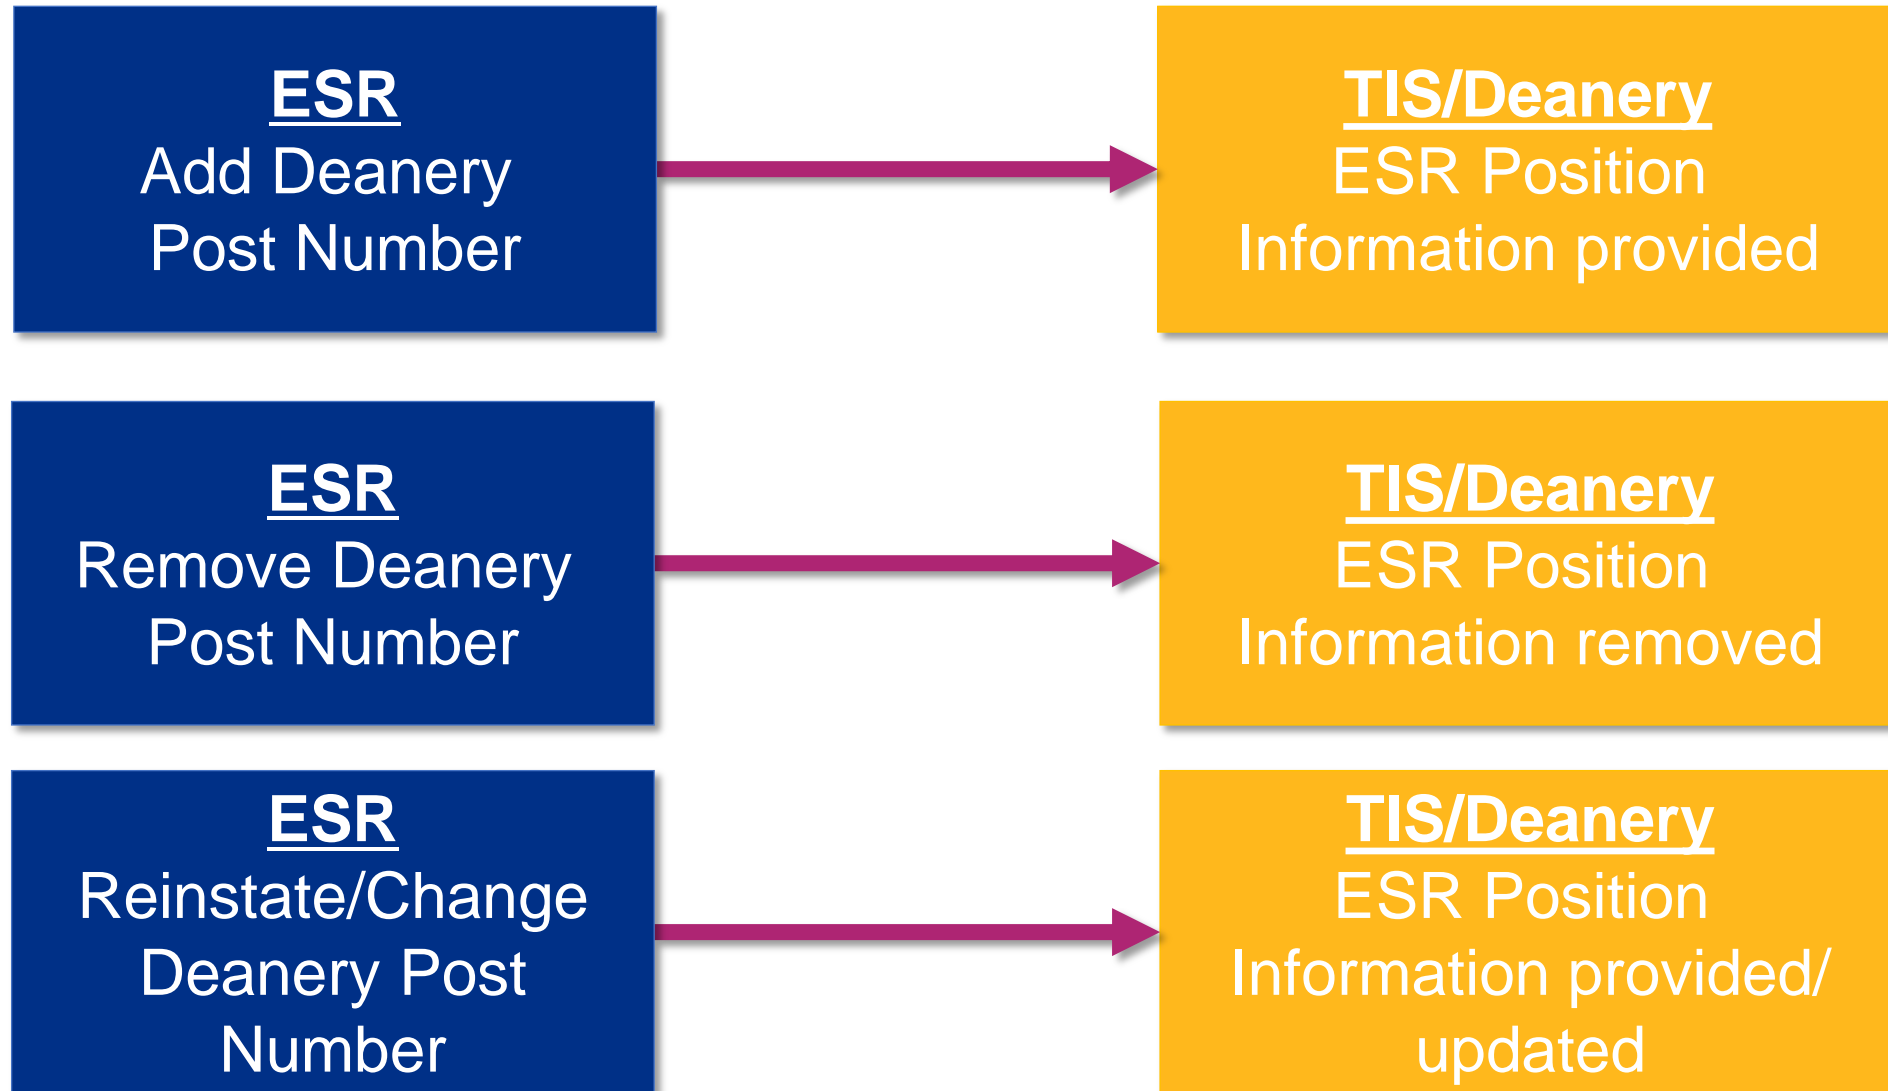 ESR
Add Deanery
Post Number
TIS/Deanery
ESR Position
Information provided
ESR
Remove Deanery
Post Number
TIS/Deanery
ESR Position
Information removed
ESR
Reinstate/Change
Deanery Post
Number
TIS/Deanery
ESR Position
Information provided/
updated